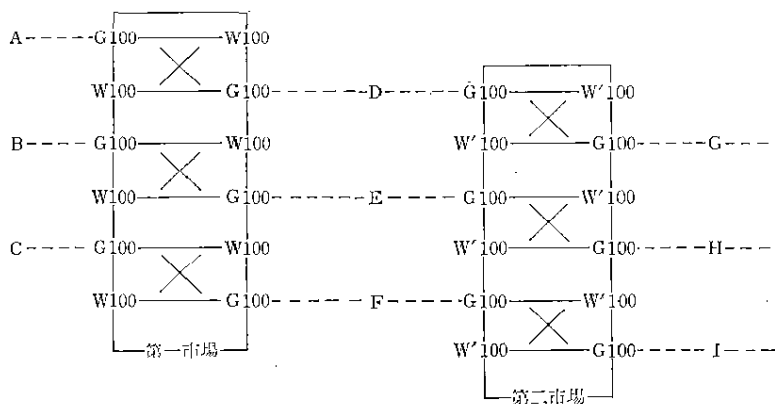 A G100 W100
W100 G100 D G100 W′100
B G100 W100 W′100 G100 G
W100 G100 E G100 W′100
C G100 W100 W′100 G100 H
W100 G100 F G100 W′100
第一市場 W′100 G100 I
第二市場